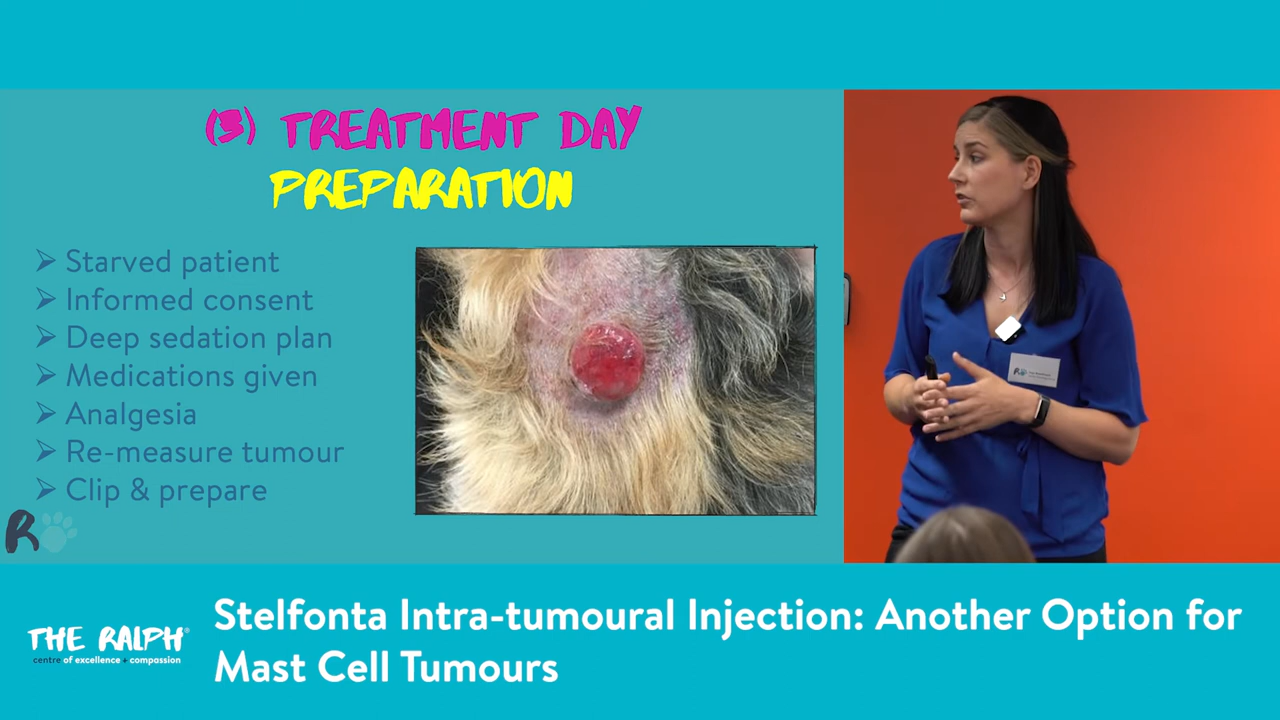 (3) TREATMENT DAY
PREPARATION
➢ Starved patient
➢ Informed consent
➢ Deep sedation plan
➢ Medications given
➢ Analgesia
➢ Re-measure tumour
➢ Clip & prepare
R
THE RALPH®
centre of excellence + compassion
Stelfonta Intra-tumoural Injection: Another Option for
Mast Cell Tumours